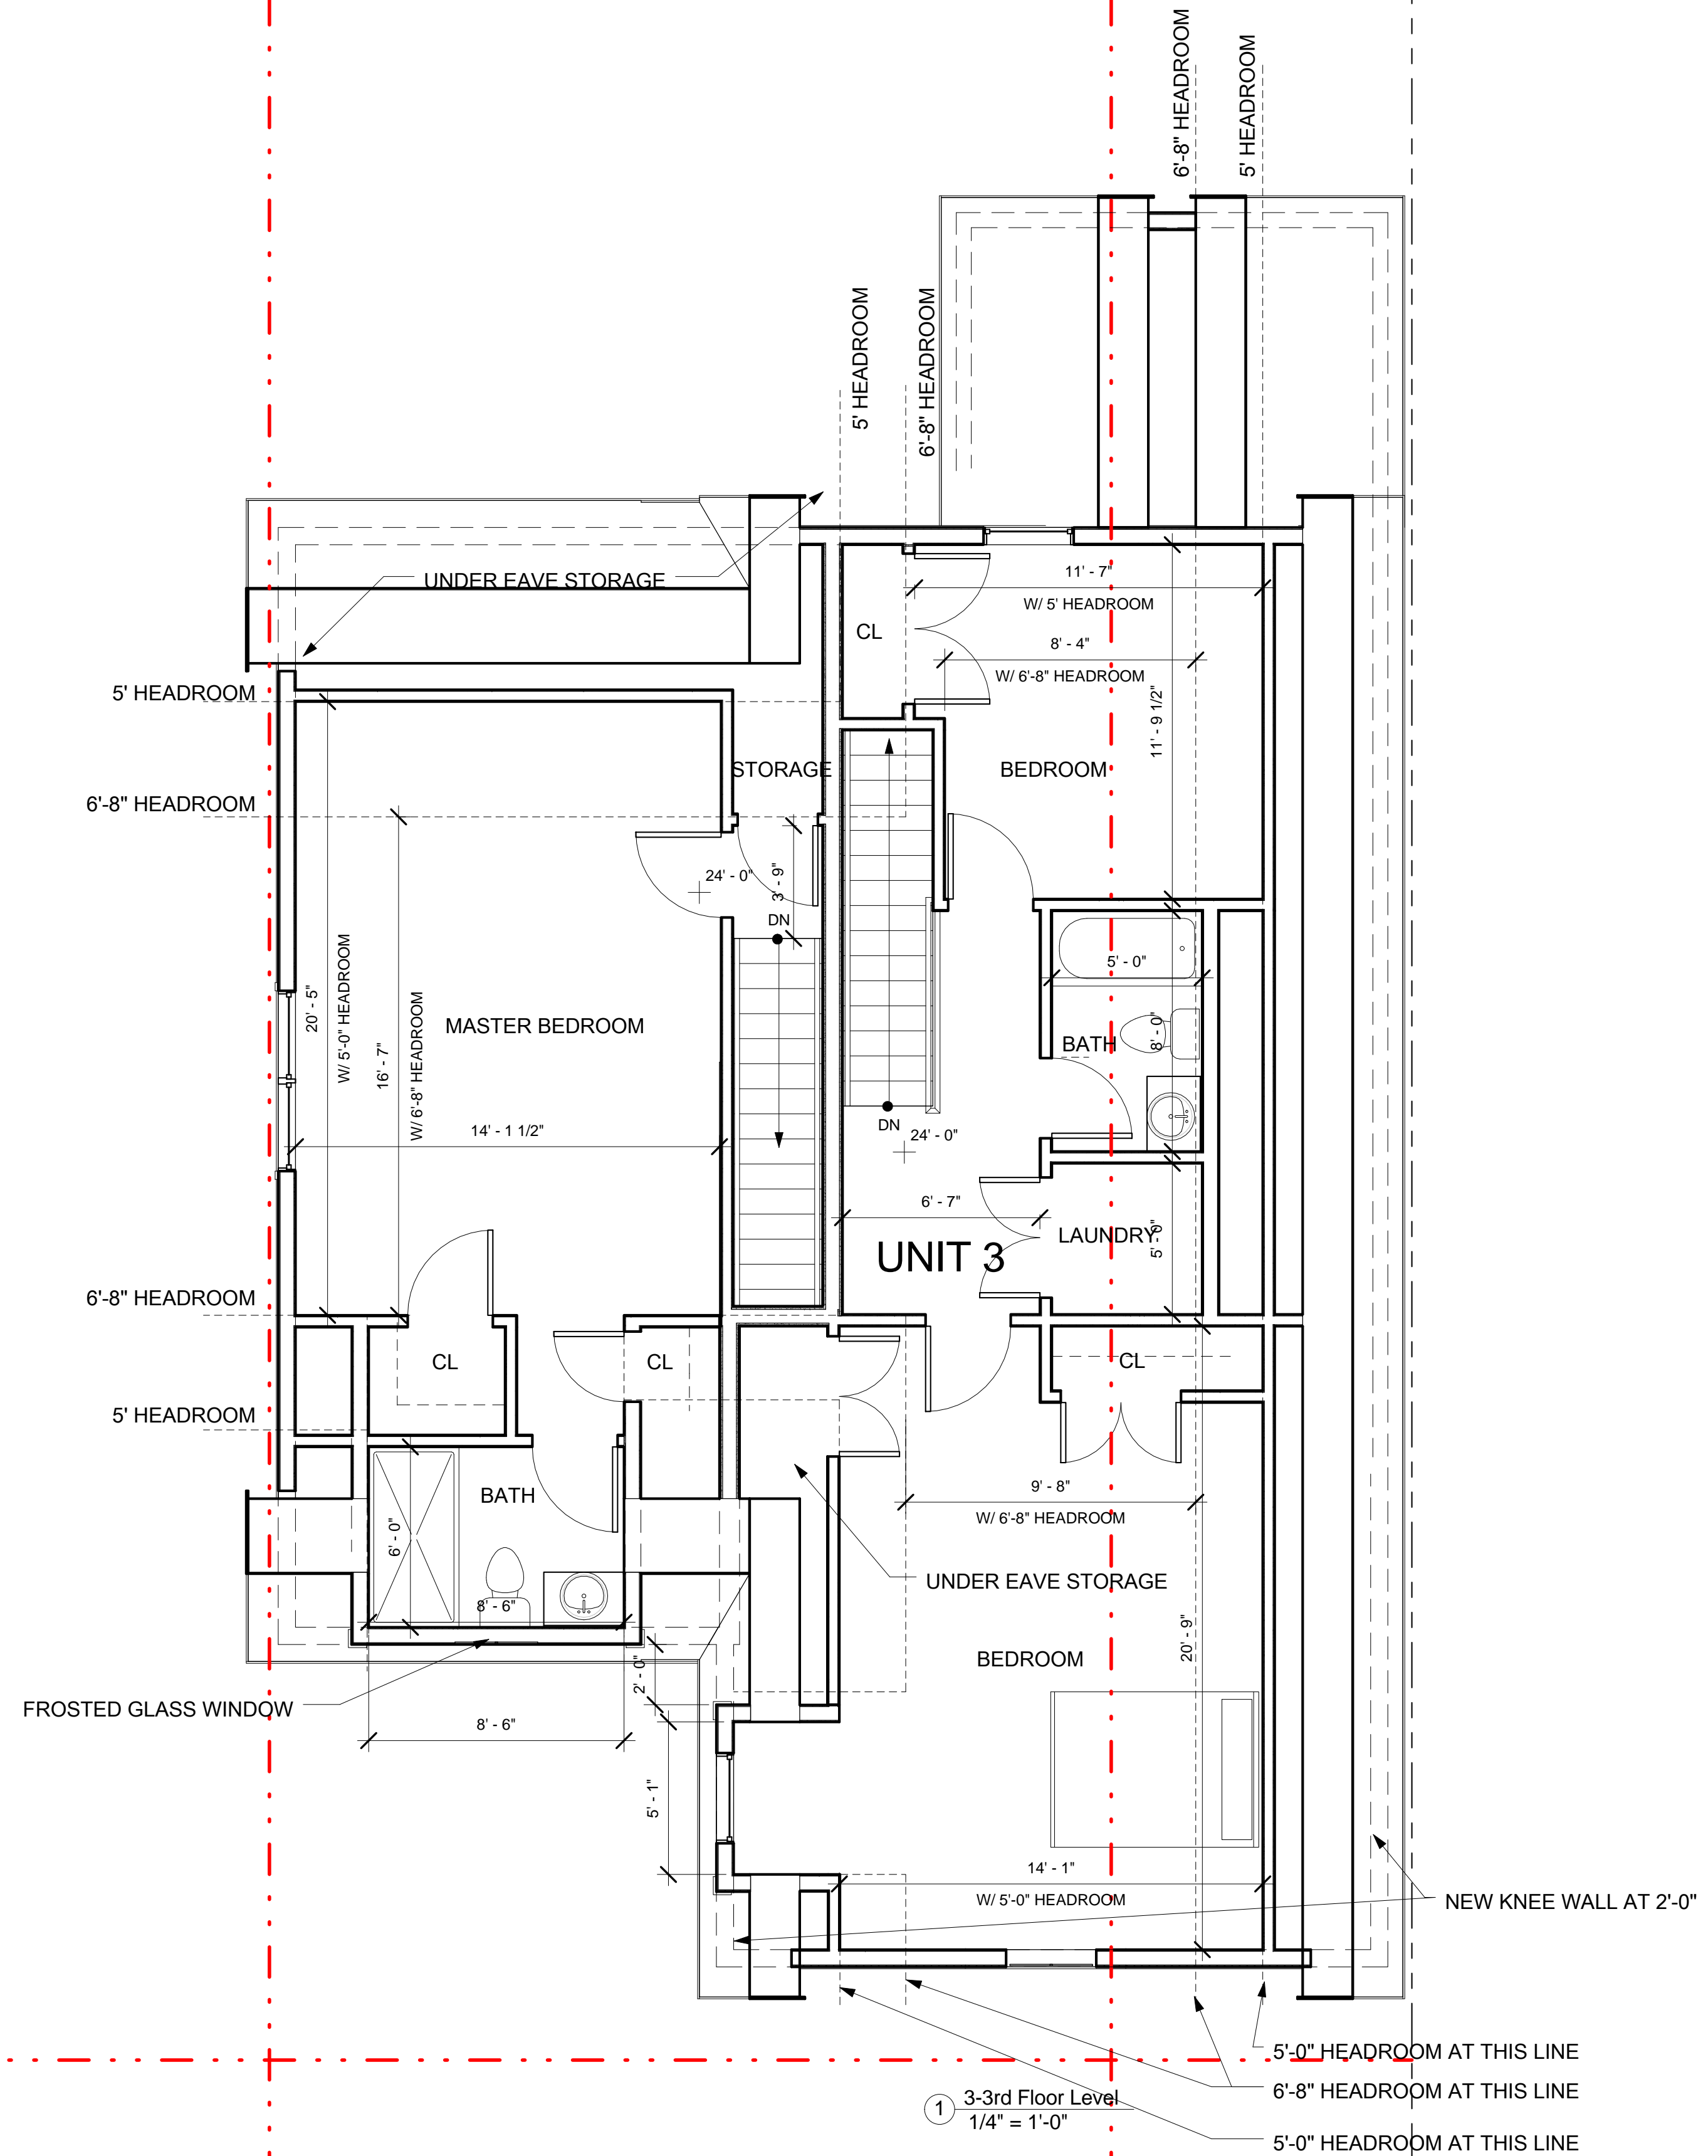 6'-8" HEADROOM
5' HEADROOM
5' HEADROOM
6'-8" HEADROOM
UNDER EAVE STORAGE
11' - 7"
W/ 5' HEADROOM
CL
8' - 4"
W/ 6'-8" HEADROOM
5' HEADROOM
11' - 9 1/2"
STORAGE
BEDROOM
6'-8" HEADROOM
24' - 0"
3' - 9"
DN
5' - 0"
20' - 5"
W/ 5'-0" HEADROOM
MASTER BEDROOM
BATH
8' - 0"
16' - 7"
W/ 6'-8" HEADROOM
14' - 1 1/2"
DN
24' - 0"
6' - 7"
LAUNDRY
5' - 0"
UNIT 3
6'-8" HEADROOM
CL
CL
CL
5' HEADROOM
9' - 8"
W/ 6'-8" HEADROOM
BATH
6' - 0"
UNDER EAVE STORAGE
8' - 6"
20' - 9"
BEDROOM
2' - 0"
FROSTED GLASS WINDOW
8' - 6"
5' - 1"
14' - 1"
W/ 5'-0" HEADROOM
NEW KNEE WALL AT 2'-0"
5'-0" HEADROOM AT THIS LINE
6'-8" HEADROOM AT THIS LINE
1
3-3rd Floor Level
1/4" = 1'-0"
5'-0" HEADROOM AT THIS LINE